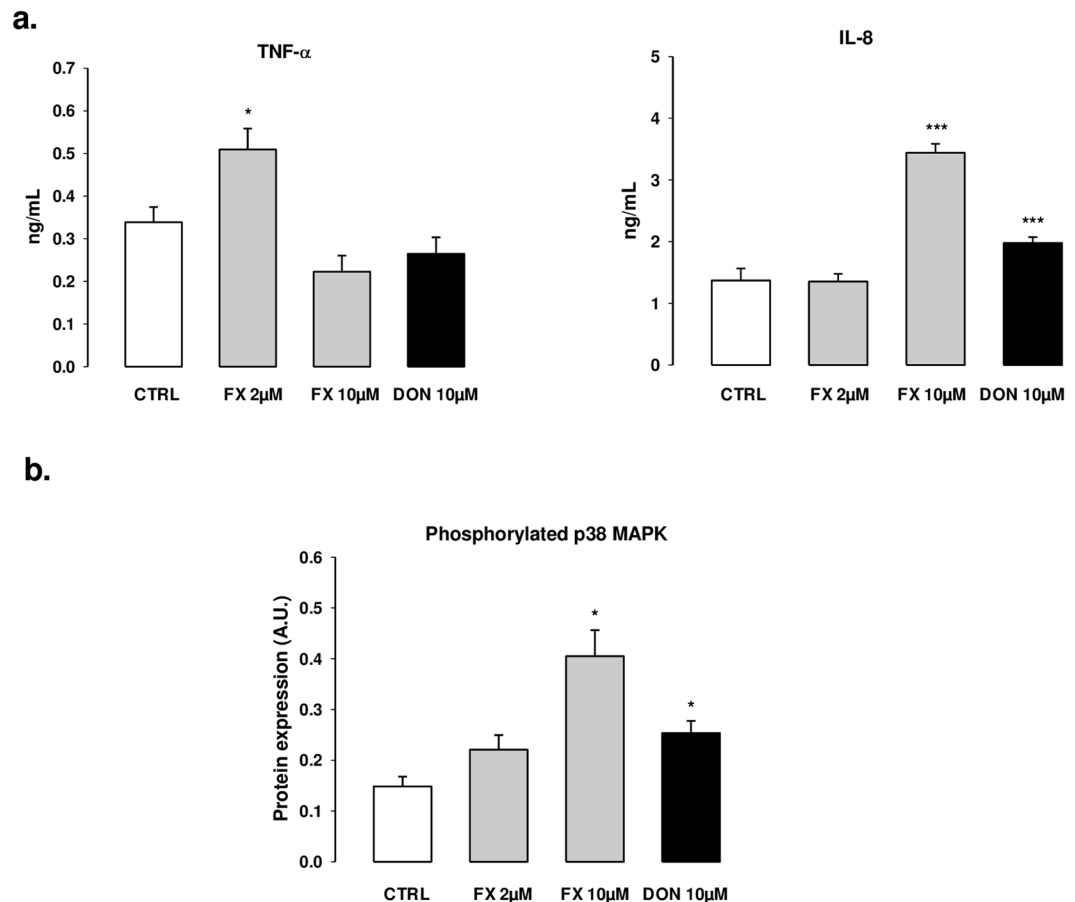 a.
TNF-α
0.7
0.6
*
0.5
0.4
0.3
0.2
0.1
0.0
ng/mL
CTRL FX 2µM FX 10µM DON 10µM
IL-8
5
4
***
3
***
2
1
0
ng/mL
CTRL FX 2µM FX 10µM DON 10µM
b.
Phosphorylated p38 MAPK
0.6
0.5
*
0.4
0.3
*
0.2
0.1
0.0
Protein expression (A.U.)
CTRL FX 2µM FX 10µM DON 10µM